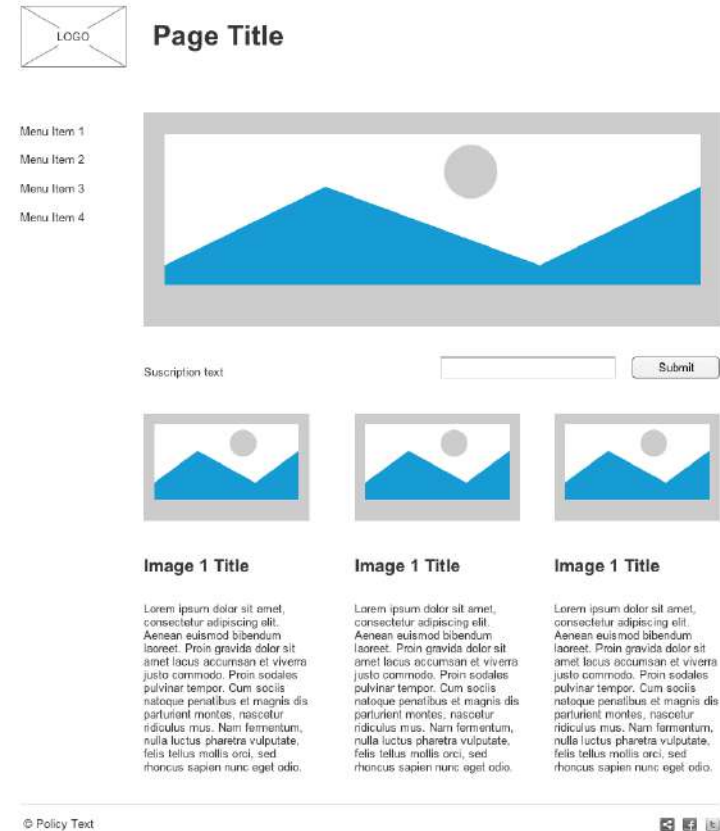 LOGO
Page Title
Menu Item 1
Menu Item 2
Menu Item 3
Menu Item 4
Suscription text
Submit
Image 1 Title
Lorem ipsum dolor sit amet,
consectetur adipiscing elit.
Aenean euismod bibendum
laoreet. Proin gravida dolor sit
amet lacus accumsan et viverra
justo commodo. Proin sodales
pulvinar tempor. Cum sociis
natoque penatibus et magnis dis
parturient montes, nascetur
ridiculus mus. Nam fermentum,
nulla luctus pharetra vulputate,
felis tellus mollis orci, sed
rhoncus sapien nunc eget odio.
Image 1 Title
Lorem ipsum dolor sit amet,
consectetur adipiscing elit.
Aenean euismod bibendum
laoreet. Proin gravida dolor sit
amet lacus accumsan et viverra
justo commodo. Proin sodales
pulvinar tempor. Cum sociis
natoque penatibus et magnis dis
parturient montes, nascetur
ridiculus mus. Nam fermentum,
nulla luctus pharetra vulputate,
felis tellus mollis orci, sed
rhoncus sapien nunc eget odio.
Image 1 Title
Lorem ipsum dolor sit amet,
consectetur adipiscing elit.
Aenean euismod bibendum
laoreet. Proin gravida dolor sit
amet lacus accumsan et viverra
justo commodo. Proin sodales
pulvinar tempor. Cum sociis
natoque penatibus et magnis dis
parturient montes, nascetur
ridiculus mus. Nam fermentum,
nulla luctus pharetra vulputate,
felis tellus mollis orci, sed
rhoncus sapien nunc eget odio.
© Policy Text